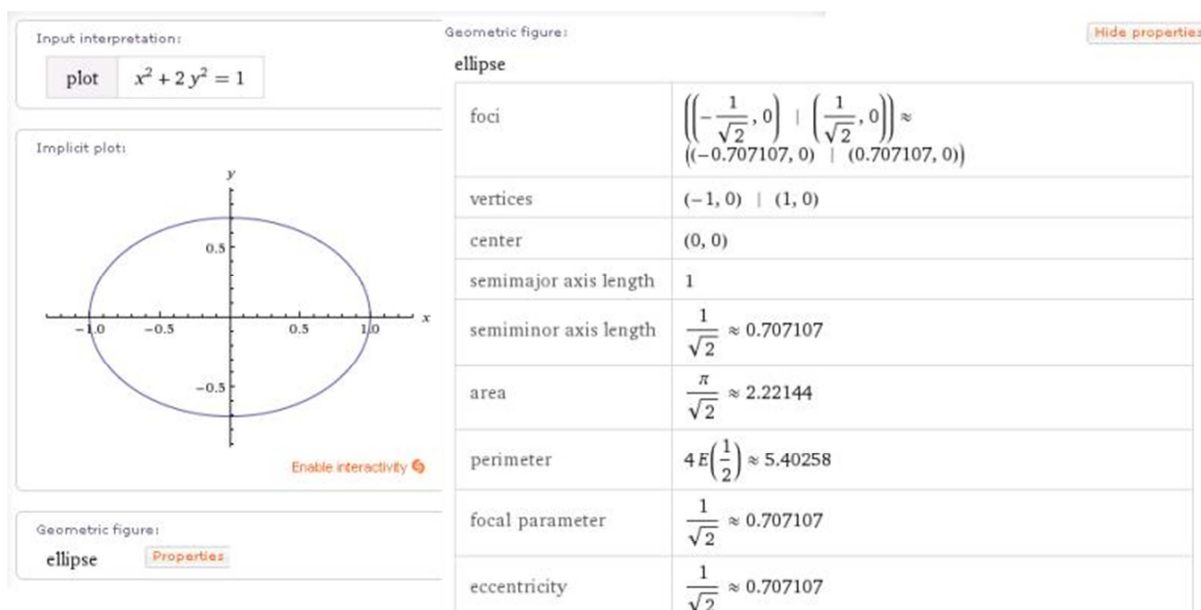 Input interpretation:
plot x² + 2 y² = 1
Implicit plot:
y
0.5
−1.0 −0.5 0.5 1.0 x
−0.5
Enable interactivity
Geometric figure:
ellipse Properties
Geometric figure: Hide properties
ellipse
foci ((−1/√2, 0) | (1/√2, 0)) ≈
((−0.707107, 0) | (0.707107, 0))
vertices (−1, 0) | (1, 0)
center (0, 0)
semimajor axis length 1
semiminor axis length 1/√2 ≈ 0.707107
area π/√2 ≈ 2.22144
perimeter 4 E(1/2) ≈ 5.40258
focal parameter 1/√2 ≈ 0.707107
eccentricity 1/√2 ≈ 0.707107